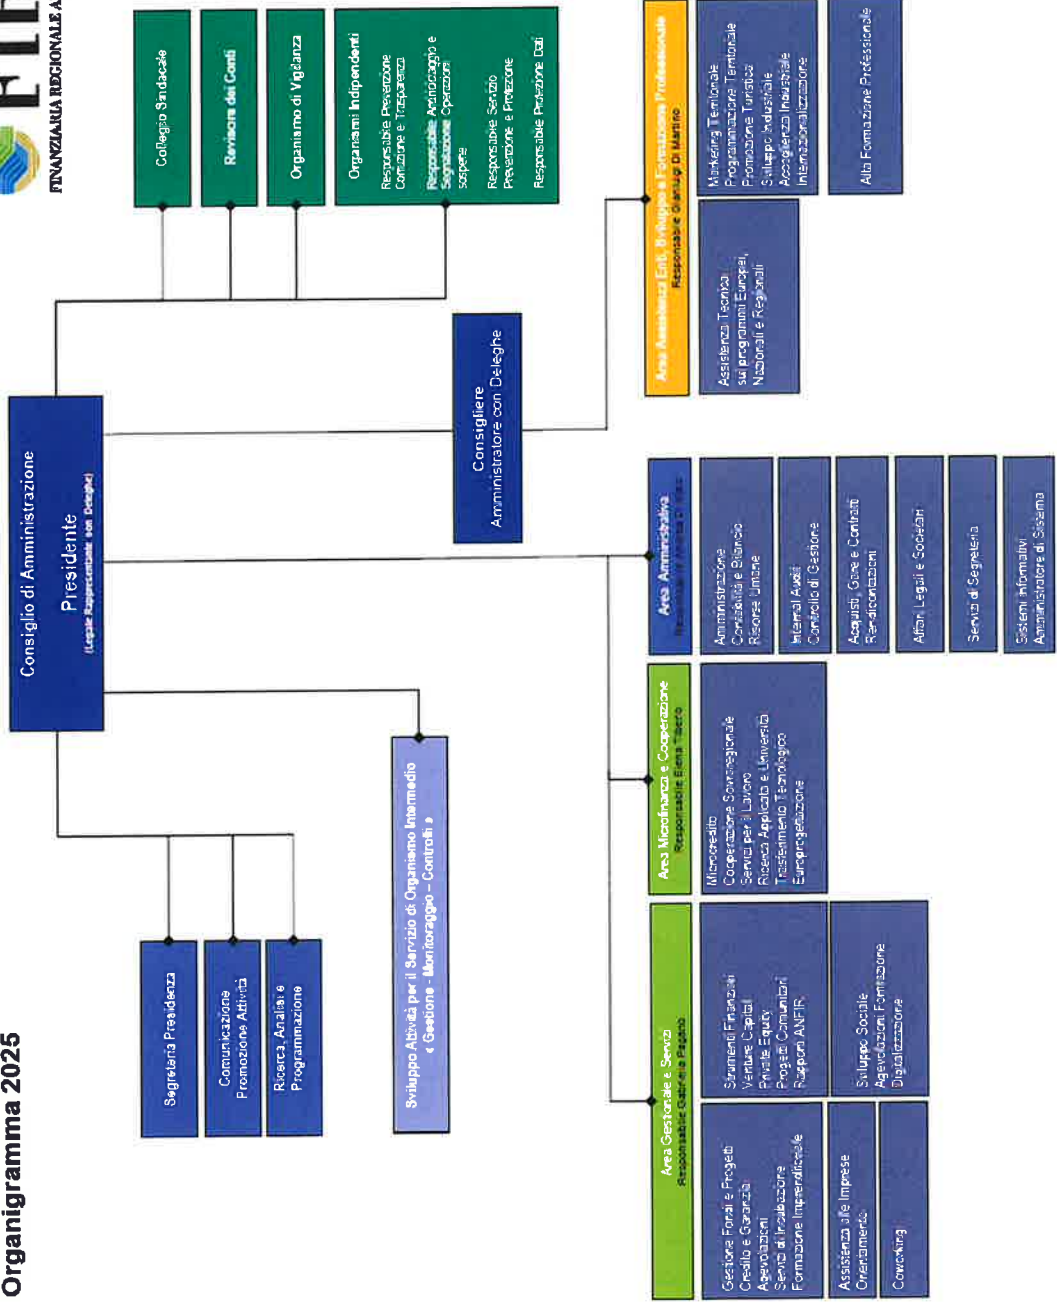 Organigramma 2025
FINANZIARIA REGIONALE A
Consiglio di Amministrazione
Presidente
(Legale Rappresentante con Deleghe)
Segreteria Presidenza
Comunicazione
Promozione Attività
Ricerca, Analisi e
Programmazione
Collegio Sindacale
Revisore dei Conti
Organismo di Vigilanza
Organismi Indipendenti
Responsabile Prevenzione
Corruzione e Trasparenza
Responsabile Antiriciclaggio e
Segnalazione Operazioni
sospette
Responsabile Servizio
Prevenzione e Protezione
Responsabile Protezione Dati
Sviluppo Attività per il Servizio di Organismo Intermedio
« Gestione - Monitoraggio – Controlli »
Consigliere
Amministratore con Deleghe
Area Gestionale e Servizi
Responsabile Gabriella Pagano
Gestione Fondi e Progetti
Credito e Garanzia
Agevolazioni
Servizi di Incubazione
Formazione Imprenditoriale
Strumenti Finanziari
Venture Capital
Private Equity
Progetti Comunitari
Rapporti ANFIR
Assistenza alle Imprese
Orientamento
Sviluppo Sociale
Agevolazioni Formazione
Digitalizzazione
Coworking
Area Microfinanza e Cooperazione
Responsabile Elena Tibero
Microcredito
Cooperazione Sovraregionale
Servizi per il Lavoro
Ricerca Applicata e Università
Trasferimento Tecnologico
Europrogettazione
Area Amministrativa
Amministrazione
Contabilità e Bilancio
Risorse Umane
Internal Audit
Controllo di Gestione
Acquisti, Gare e Contratti
Rendicontazioni
Affari Legali e Societari
Servizi di Segreteria
Sistemi Informativi
Amministratore di Sistema
Area Assistenza Enti, Sviluppo e Formazione Professionale
Responsabile Gianluigi Di Martino
Assistenza Tecnica
sui programmi Europei,
Nazionali e Regionali
Marketing Territoriale
Programmazione Territoriale
Promozione Turistica
Sviluppo Industriale
Accoglienza Industriale
Internazionalizzazione
Alta Formazione Professionale